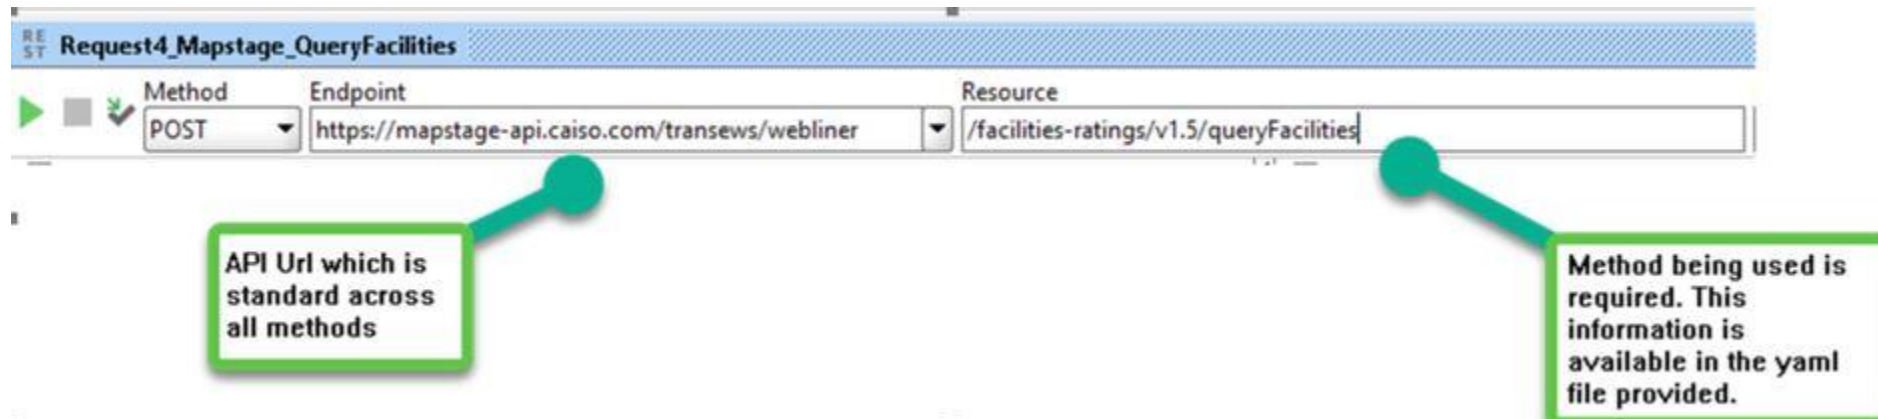 REST Request4_Mapstage_QueryFacilities
Method Endpoint Resource
POST https://mapstage-api.caiso.com/transews/webliner /facilities-ratings/v1.5/queryFacilities
API Url which is
standard across
all methods
Method being used is
required. This
information is
available in the yaml
file provided.